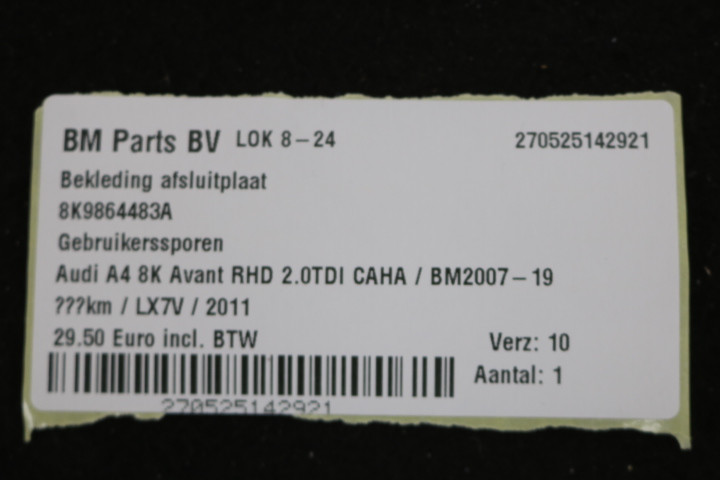 BM Parts BV LOK 8-24 270525142921
Bekleding afsluitplaat
8K9864483A
Gebruikerssporen
Audi A4 8K Avant RHD 2.0TDI CAHA / BM2007-19
???km / LX7V / 2011
29.50 Euro incl. BTW Verz: 10
Aantal: 1
270525142921